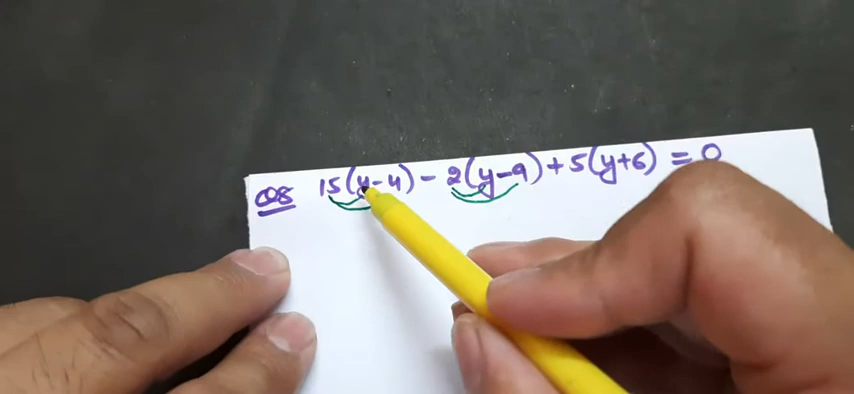 Q8 15(y-4) - 2(y-9) + 5(y+6) = 0